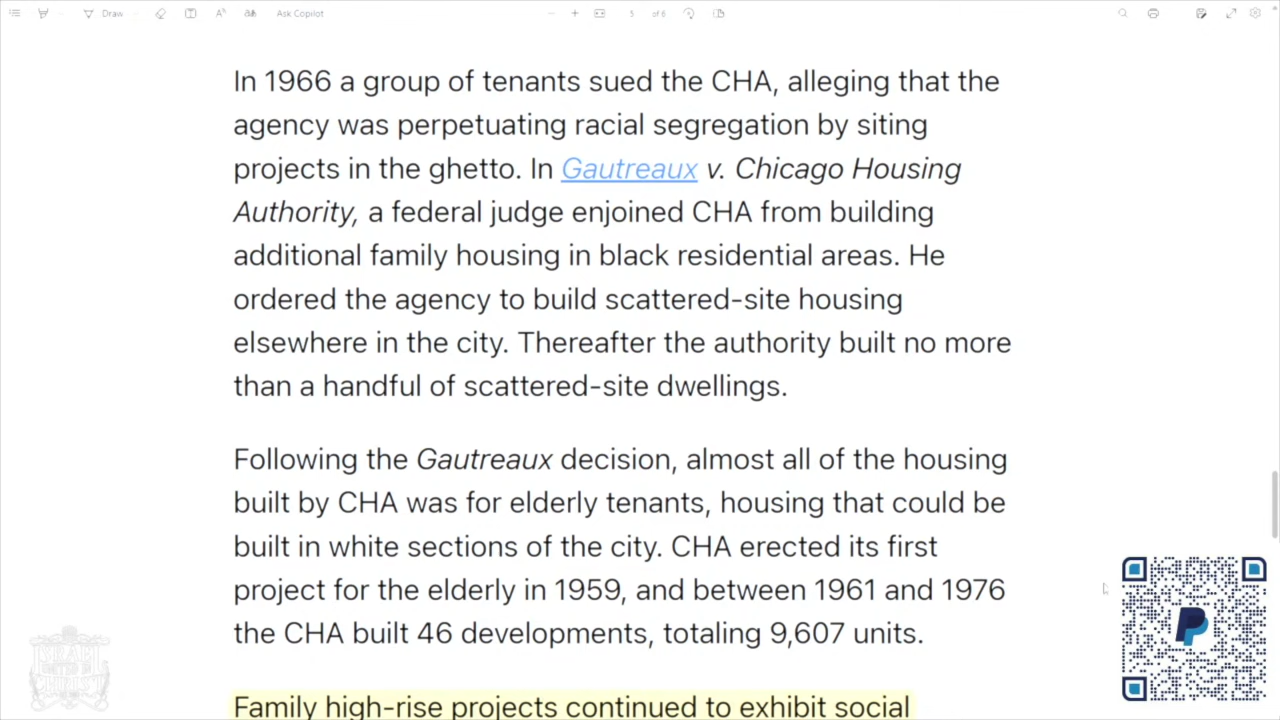 Draw
Ask Copilot
5 of 6
In 1966 a group of tenants sued the CHA, alleging that the
agency was perpetuating racial segregation by siting
projects in the ghetto. In Gautreaux v. Chicago Housing
Authority, a federal judge enjoined CHA from building
additional family housing in black residential areas. He
ordered the agency to build scattered-site housing
elsewhere in the city. Thereafter the authority built no more
than a handful of scattered-site dwellings.
Following the Gautreaux decision, almost all of the housing
built by CHA was for elderly tenants, housing that could be
built in white sections of the city. CHA erected its first
project for the elderly in 1959, and between 1961 and 1976
the CHA built 46 developments, totaling 9,607 units.
Family high-rise projects continued to exhibit social
ISRAEL
UNITED IN
CHRIST